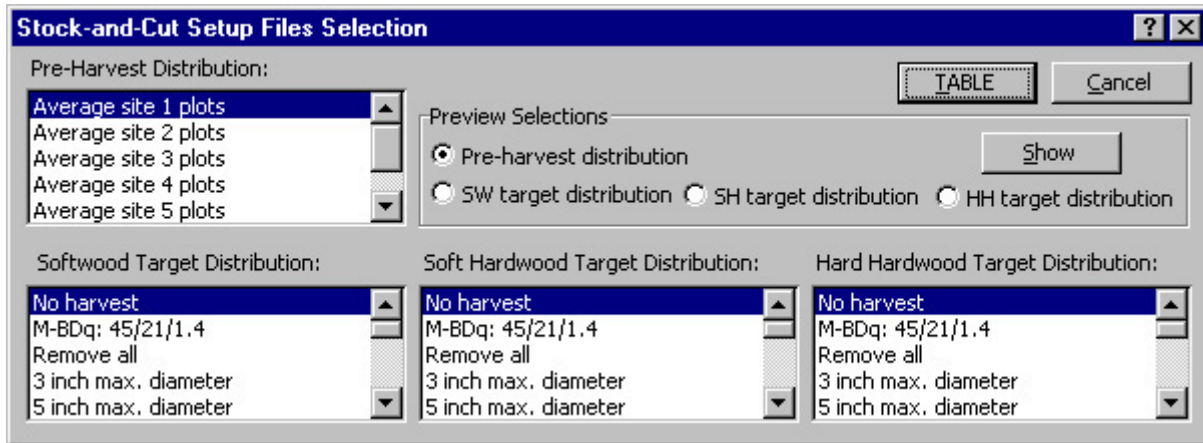 Stock-and-Cut Setup Files Selection
?
Pre-Harvest Distribution:
Average site 1 plots
Average site 2 plots
Average site 3 plots
Average site 4 plots
Average site 5 plots
TABLE
Cancel
Preview Selections
Pre-harvest distribution
Show
SW target distribution
SH target distribution
HH target distribution
Softwood Target Distribution:
No harvest
M-BDq: 45/21/1.4
Remove all
3 inch max. diameter
5 inch max. diameter
Soft Hardwood Target Distribution:
No harvest
M-BDq: 45/21/1.4
Remove all
3 inch max. diameter
5 inch max. diameter
Hard Hardwood Target Distribution:
No harvest
M-BDq: 45/21/1.4
Remove all
3 inch max. diameter
5 inch max. diameter